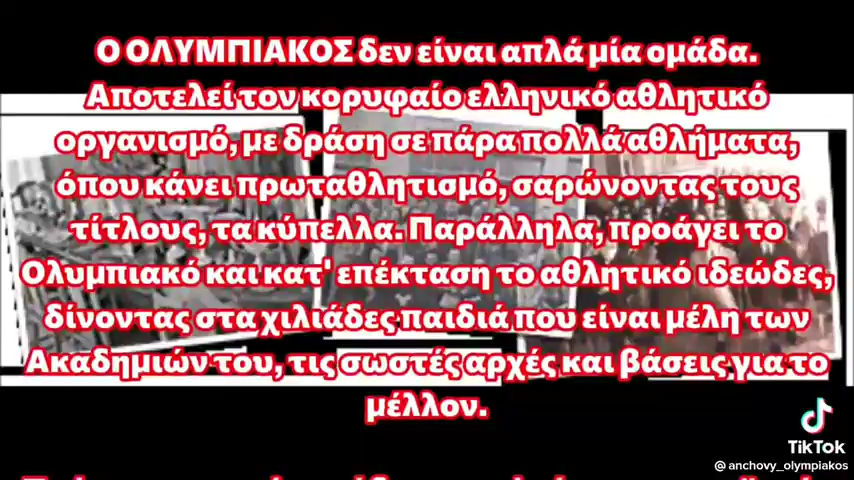 Ο ΟΛΥΜΠΙΑΚΟΣ δεν είναι απλά μία ομάδα.
Αποτελεί τον κορυφαίο ελληνικό αθλητικό
οργανισμό, με δράση σε πάρα πολλά αθλήματα,
όπου κάνει πρωταθλητισμό, σαρώνοντας τους
τίτλους, τα κύπελλα. Παράλληλα, προάγει το
Ολυμπιακό και κατ' επέκταση το αθλητικό ιδεώδες,
δίνοντας στα χιλιάδες παιδιά που είναι μέλη των
Ακαδημιών του, τις σωστές αρχές και βάσεις για το
μέλλον.
TikTok
@anchovy_olympiakos